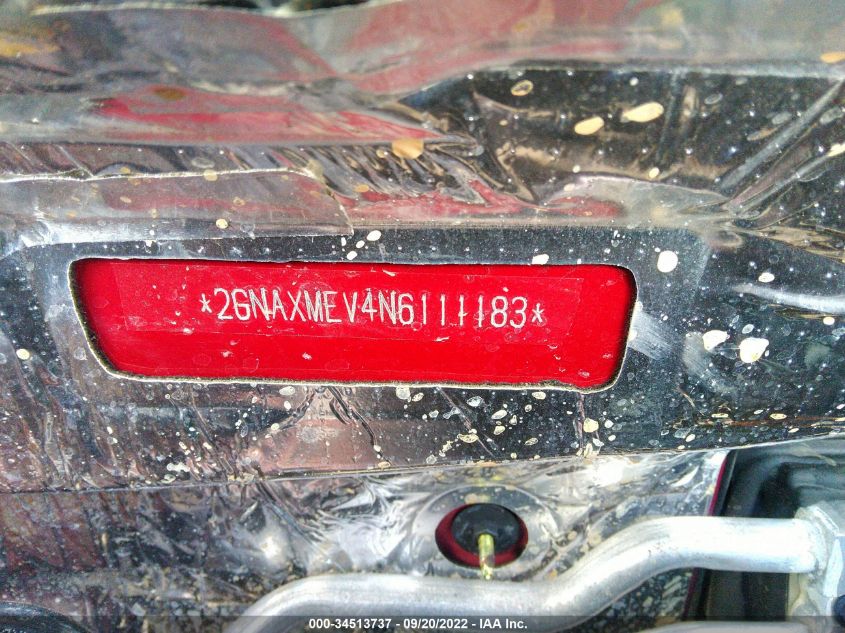 *2GNAXMEV4N6111183*
000-34513737 - 09/20/2022 - IAA Inc.